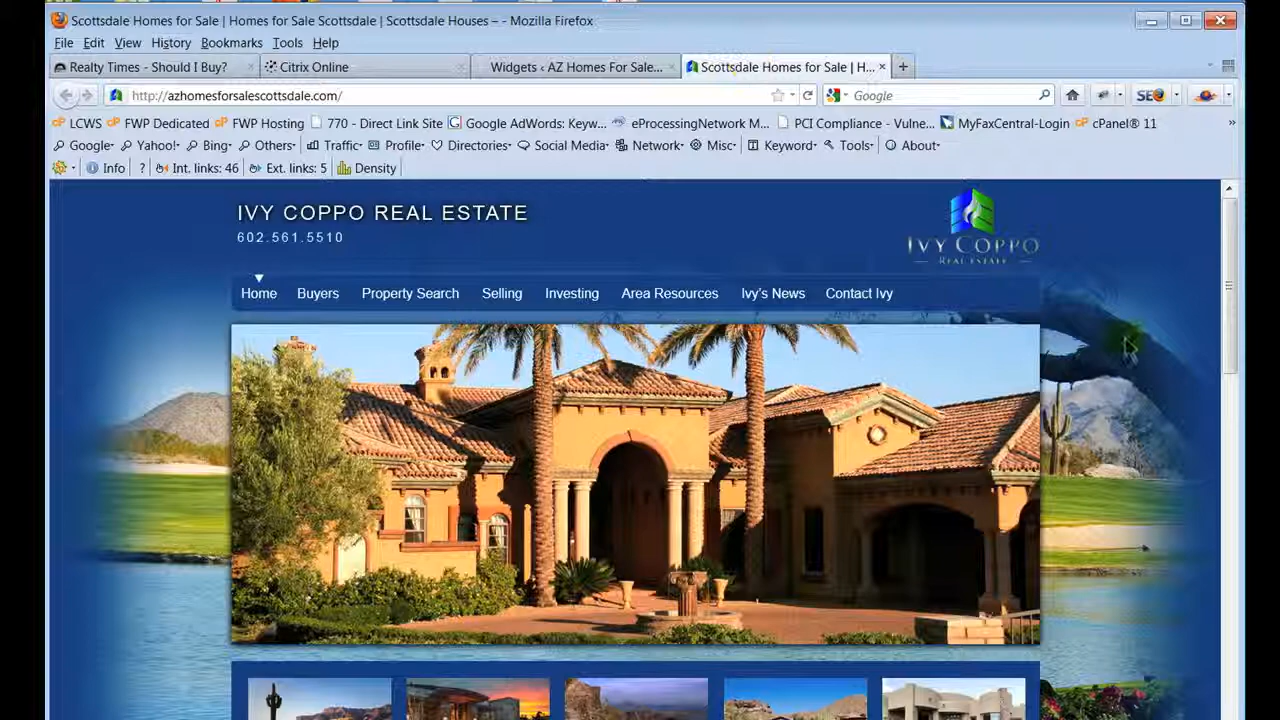 Scottsdale Homes for Sale | Homes for Sale Scottsdale | Scottsdale Houses – - Mozilla Firefox
File Edit View History Bookmarks Tools Help
Realty Times - Should I Buy? Citrix Online Widgets ‹ AZ Homes For Sale... Scottsdale Homes for Sale | H...
http://azhomesforsalescottsdale.com/ Google SEO
LCWS FWP Dedicated FWP Hosting 770 - Direct Link Site Google AdWords: Keyw... eProcessingNetwork M... PCI Compliance - Vulne... MyFaxCentral-Login cPanel® 11
Google Yahoo! Bing Others Traffic Profile Directories Social Media Network Misc Keyword Tools About
Info ? Int. links: 46 Ext. links: 5 Density
IVY COPPO REAL ESTATE
602.561.5510
IVY COPPO
REAL ESTATE
Home Buyers Property Search Selling Investing Area Resources Ivy's News Contact Ivy